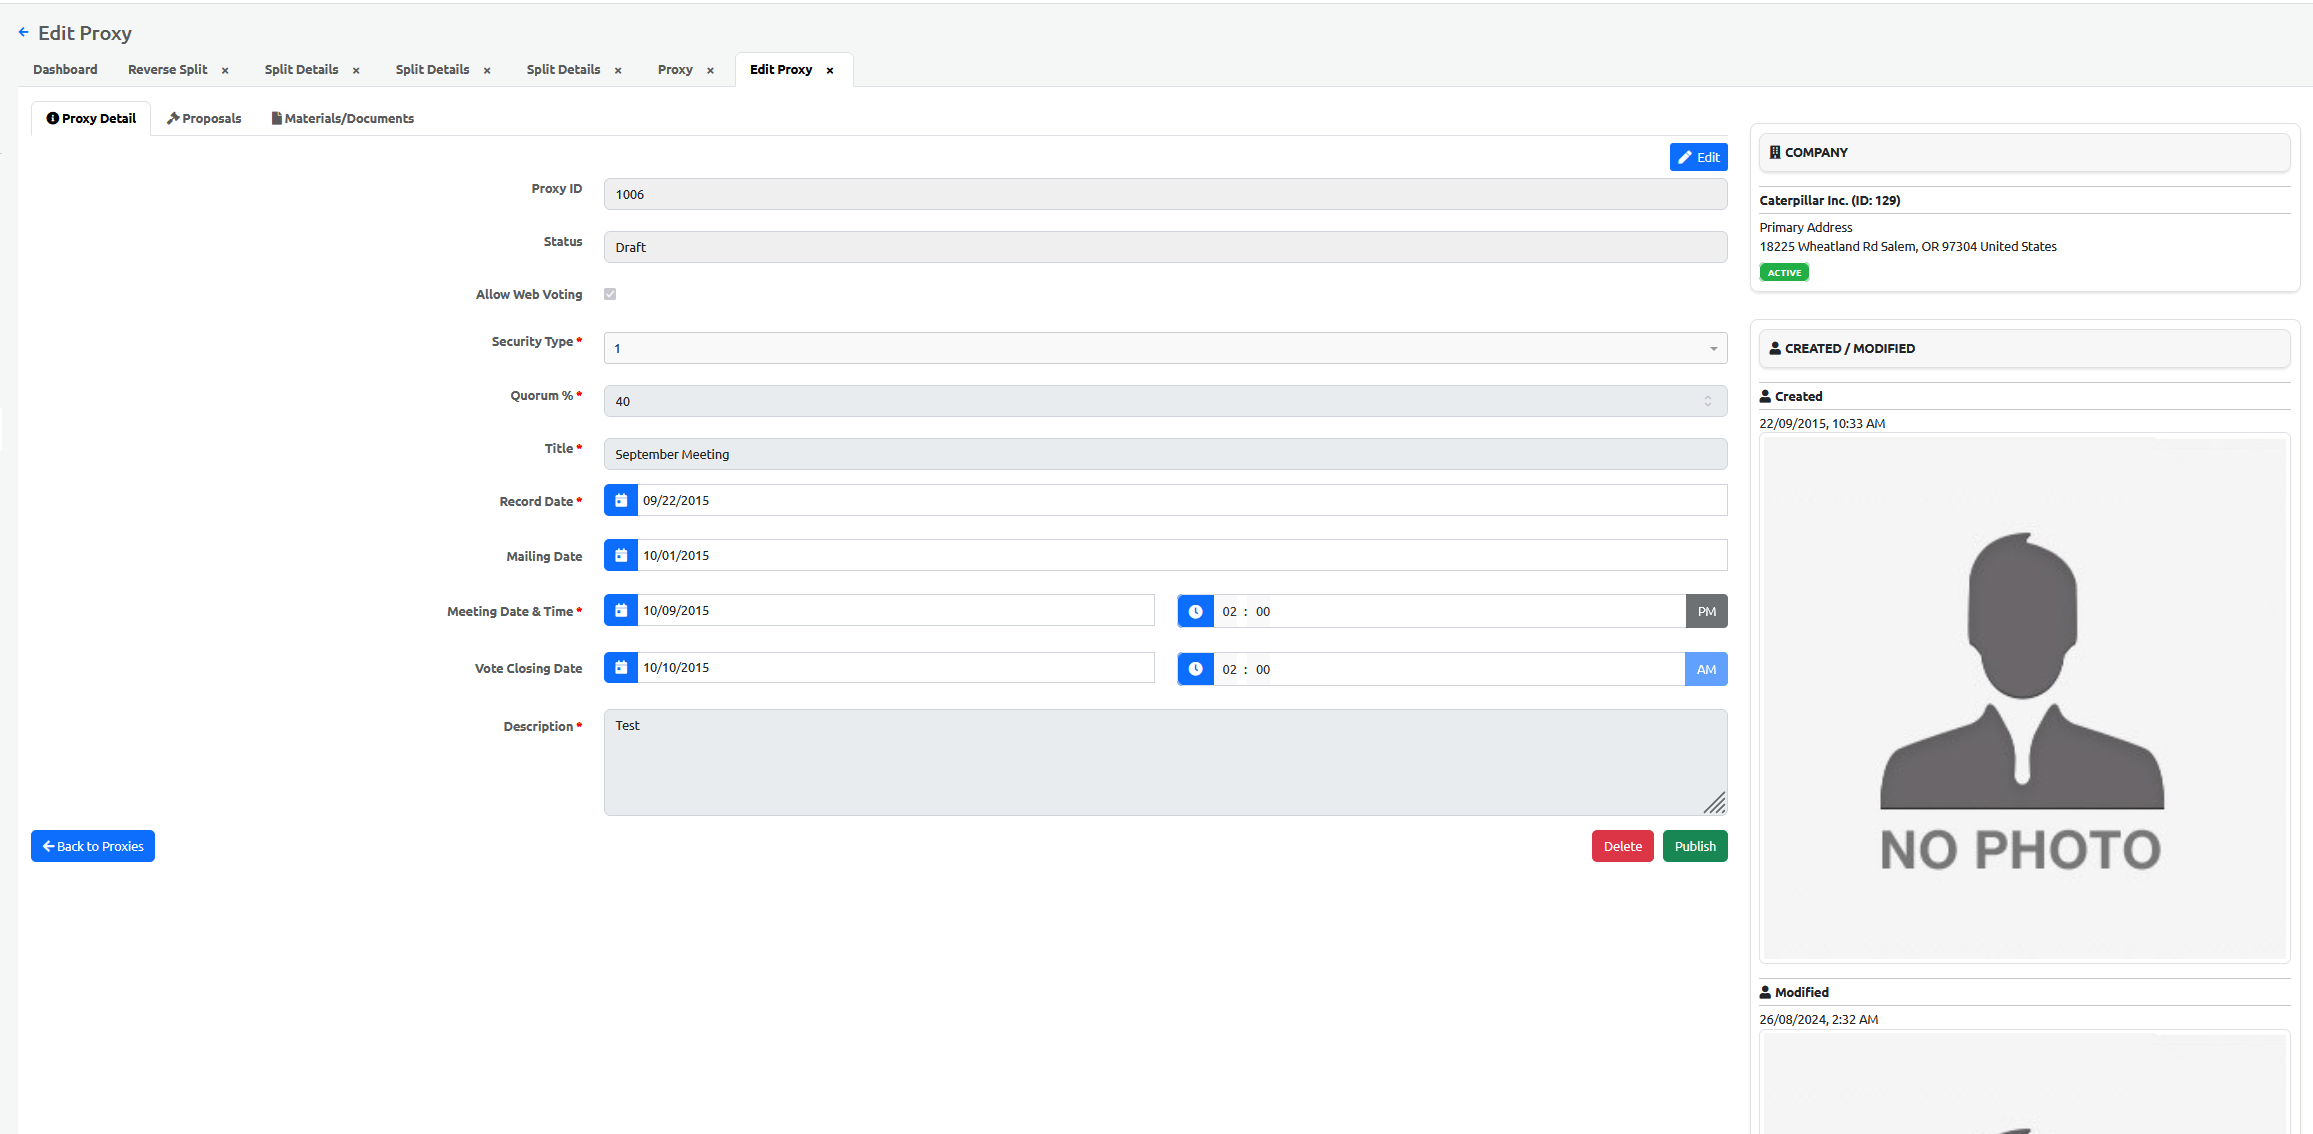 Edit Proxy
Dashboard Reverse Split × Split Details × Split Details × Split Details × Proxy × Edit Proxy ×
Proxy Detail Proposals Materials/Documents
Edit
Proxy ID 1006
Status Draft
Allow Web Voting
Security Type * 1
Quorum % * 40
Title * September Meeting
Record Date * 09/22/2015
Mailing Date 10/01/2015
Meeting Date & Time * 10/09/2015 02 : 00 PM
Vote Closing Date 10/10/2015 02 : 00 AM
Description * Test
Back to Proxies Delete Publish
COMPANY
Caterpillar Inc. (ID: 129)
Primary Address
18225 Wheatland Rd Salem, OR 97304 United States
ACTIVE
CREATED / MODIFIED
Created
22/09/2015, 10:33 AM
NO PHOTO
Modified
26/08/2024, 2:32 AM